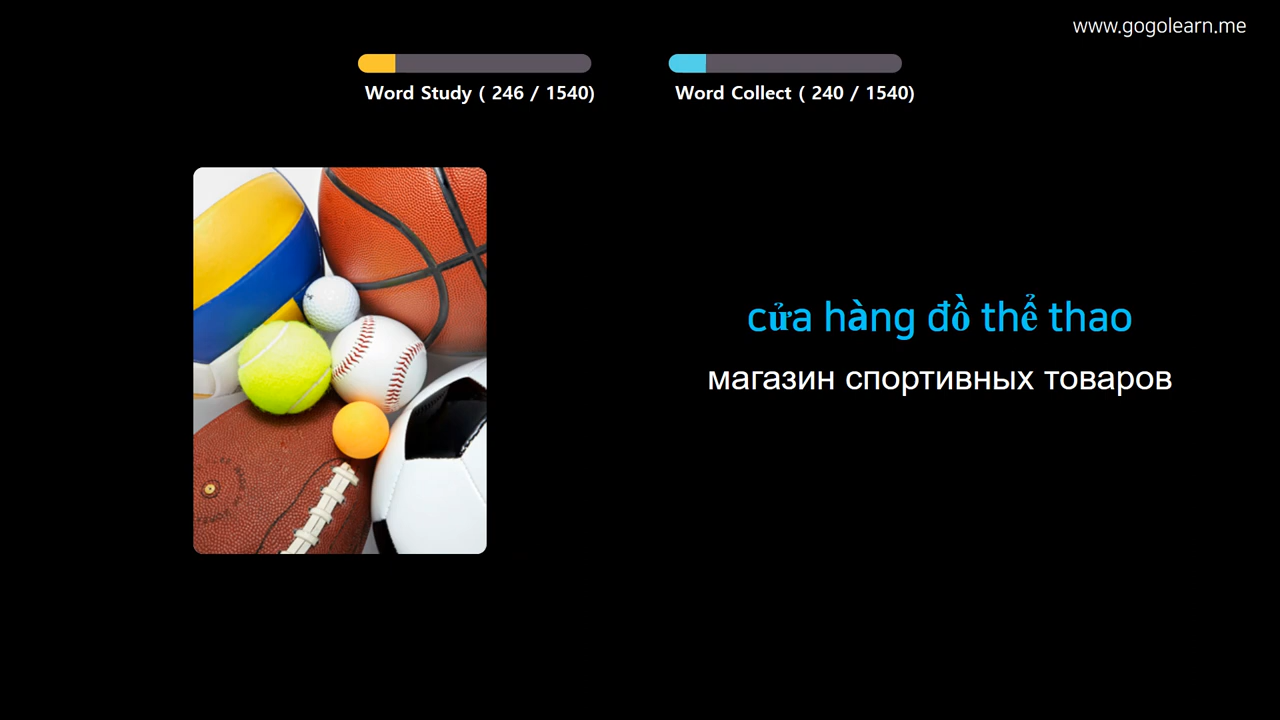 www.gogolearn.me
Word Study ( 246 / 1540)
Word Collect ( 240 / 1540)
cửa hàng đồ thể thao
магазин спортивных товаров